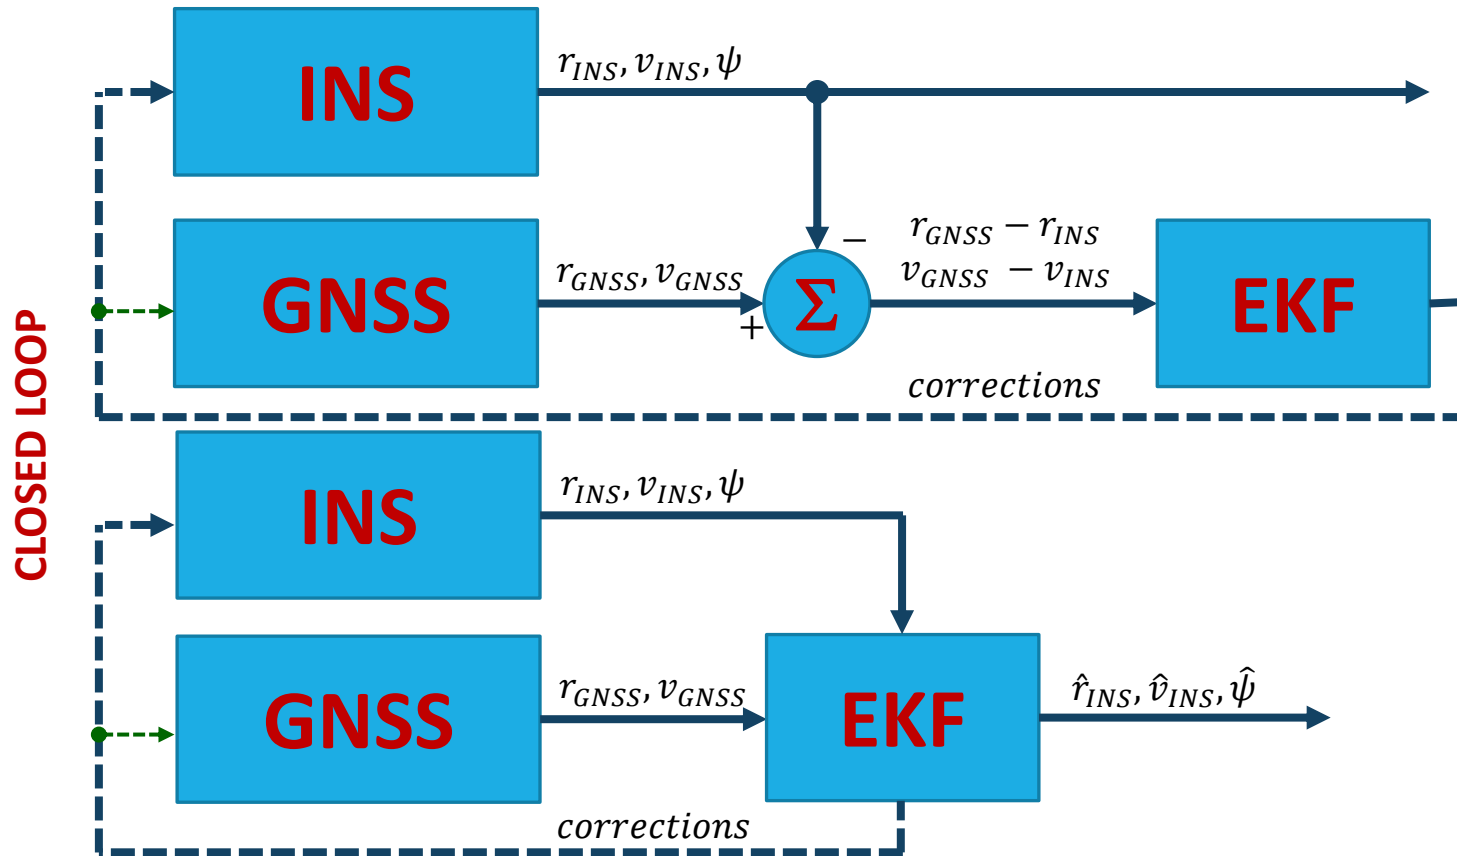 INS
r_INS, v_INS, ψ
GNSS
r_GNSS, v_GNSS
+
−
Σ
r_GNSS − r_INS
v_GNSS − v_INS
EKF
corrections
CLOSED LOOP
INS
r_INS, v_INS, ψ
GNSS
r_GNSS, v_GNSS
EKF
r̂_INS, v̂_INS, ψ̂
corrections